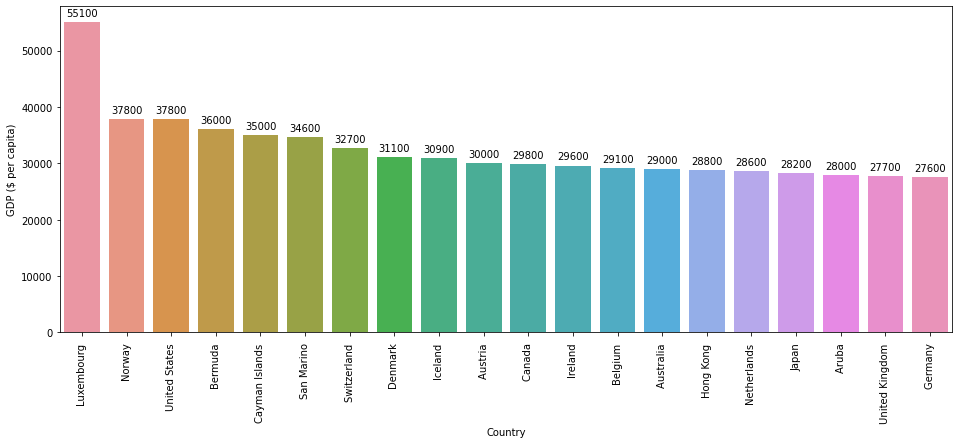 55100
37800
37800
36000
35000
34600
32700
31100
30900
30000
29800
29600
29100
29000
28800
28600
28200
28000
27700
27600
GDP ($ per capita)
50000
40000
30000
20000
10000
0
Luxembourg
Norway
United States
Bermuda
Cayman Islands
San Marino
Switzerland
Denmark
Iceland
Austria
Canada
Ireland
Belgium
Australia
Hong Kong
Netherlands
Japan
Aruba
United Kingdom
Germany
Country